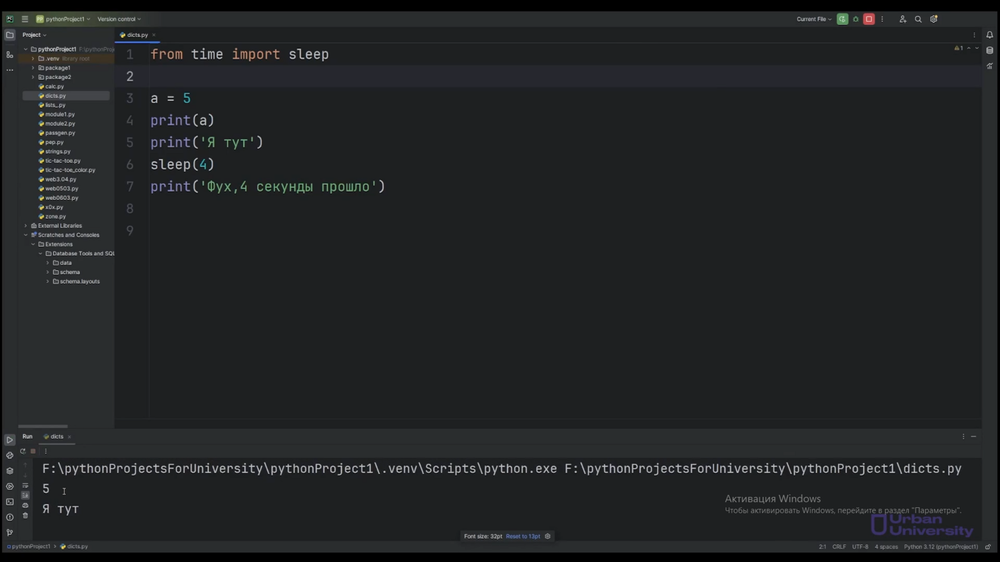 pythonProject1
Version control
Current File
Project
dicts.py
pythonProject1 F:\pythonProj
.venv library root
package1
package2
calc.py
dicts.py
lists_.py
module1.py
module2.py
passgen.py
pep.py
strings.py
tic-tac-toe.py
tic-tac-toe_color.py
web3.04.py
web0503.py
web0603.py
x0x.py
zone.py
External Libraries
Scratches and Consoles
Extensions
Database Tools and SQL
data
schema
schema.layouts
1 from time import sleep
2
3 a = 5
4 print(a)
5 print('Я тут')
6 sleep(4)
7 print('Фух,4 секунды прошло')
8
9
1
Run dicts
F:\pythonProjectsForUniversity\pythonProject1\.venv\Scripts\python.exe F:\pythonProjectsForUniversity\pythonProject1\dicts.py
5
Я тут
Активация Windows
Чтобы активировать Windows, перейдите в раздел "Параметры".
Urban
University
Font size: 32pt Reset to 13pt
pythonProject1 > dicts.py
2:1 CRLF UTF-8 4 spaces Python 3.12 (pythonProject1)